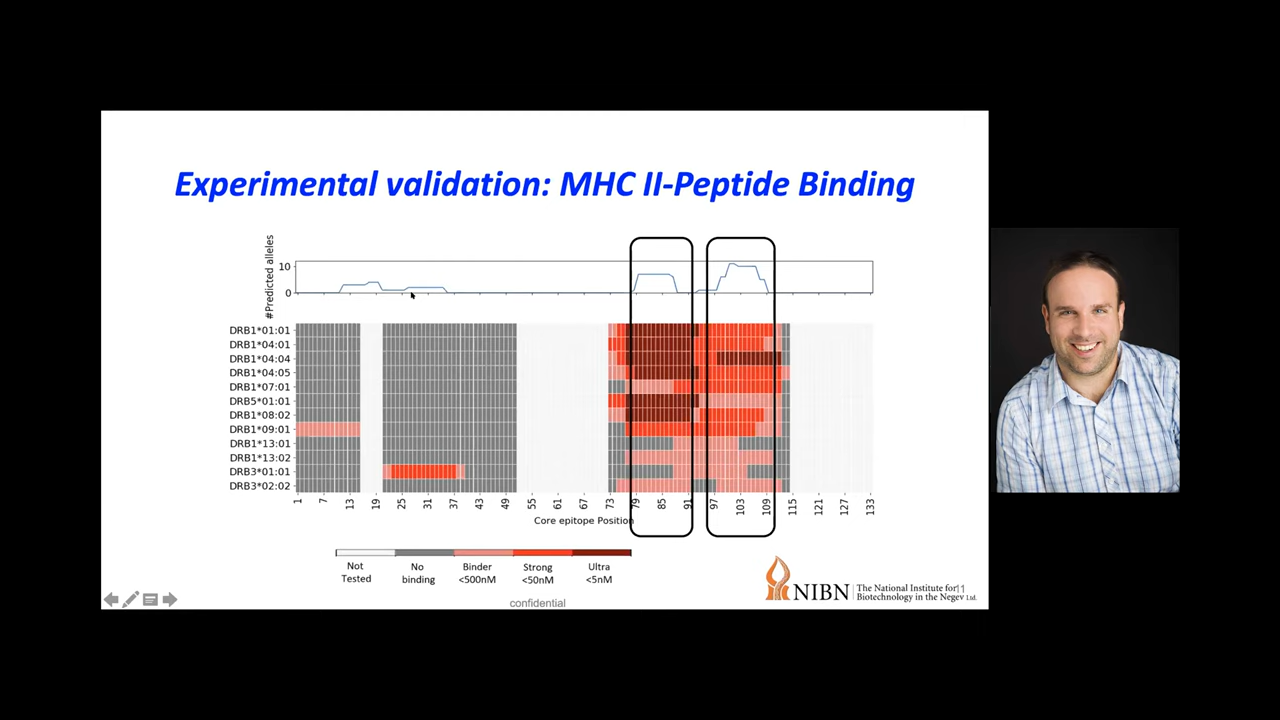 Experimental validation: MHC II-Peptide Binding
#Predicted alleles
10
0
DRB1*01:01
DRB1*04:01
DRB1*04:04
DRB1*04:05
DRB1*07:01
DRB5*01:01
DRB1*08:02
DRB1*09:01
DRB1*13:01
DRB1*13:02
DRB3*01:01
DRB3*02:02
1 7 13 19 25 31 37 43 49 55 61 67 73 79 85 91 97 103 109 115 121 127 133
Core epitope Position
Not Tested
No binding
Binder <500nM
Strong <50nM
Ultra <5nM
confidential
NIBN
The National Institute for
Biotechnology in the Negev Ltd.
11